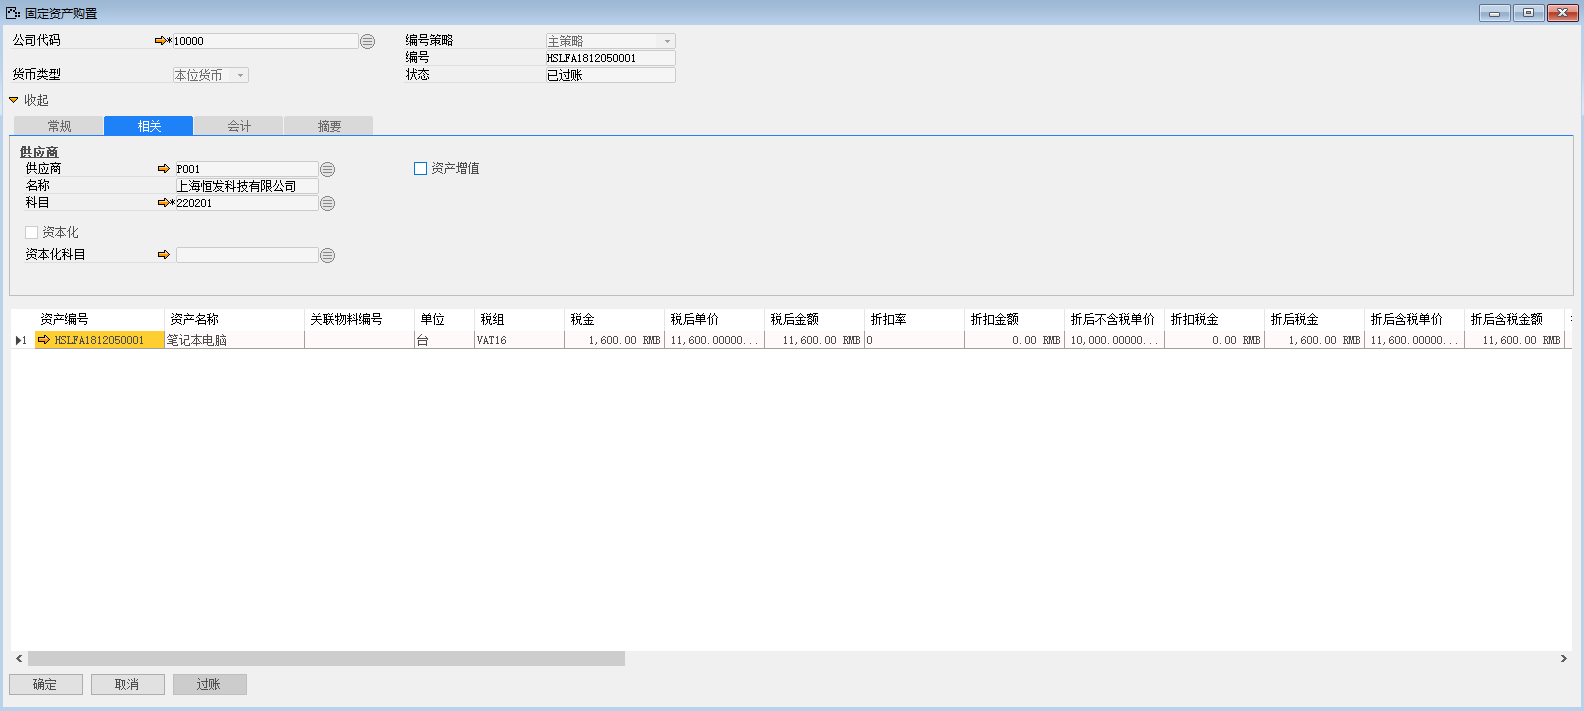 固定资产购置
公司代码 *10000 编号策略 主策略
编号 HSLFA1812050001
货币类型 本位货币 状态 已过账
收起
常规 相关 会计 摘要
供应商
供应商 P001 资产增值
名称 上海恒发科技有限公司
科目 *220201
资本化
资本化科目
资产编号 资产名称 关联物料编号 单位 税组 税金 税后单价 税后金额 折扣率 折扣金额 折后不含税单价 折扣税金 折后税金 折后含税单价 折后含税金额
1 HSLFA1812050001 笔记本电脑 台 VAT16 1,600.00 RMB 11,600.00000... 11,600.00 RMB 0 0.00 RMB 10,000.00000... 0.00 RMB 1,600.00 RMB 11,600.00000... 11,600.00 RMB
确定 取消 过账